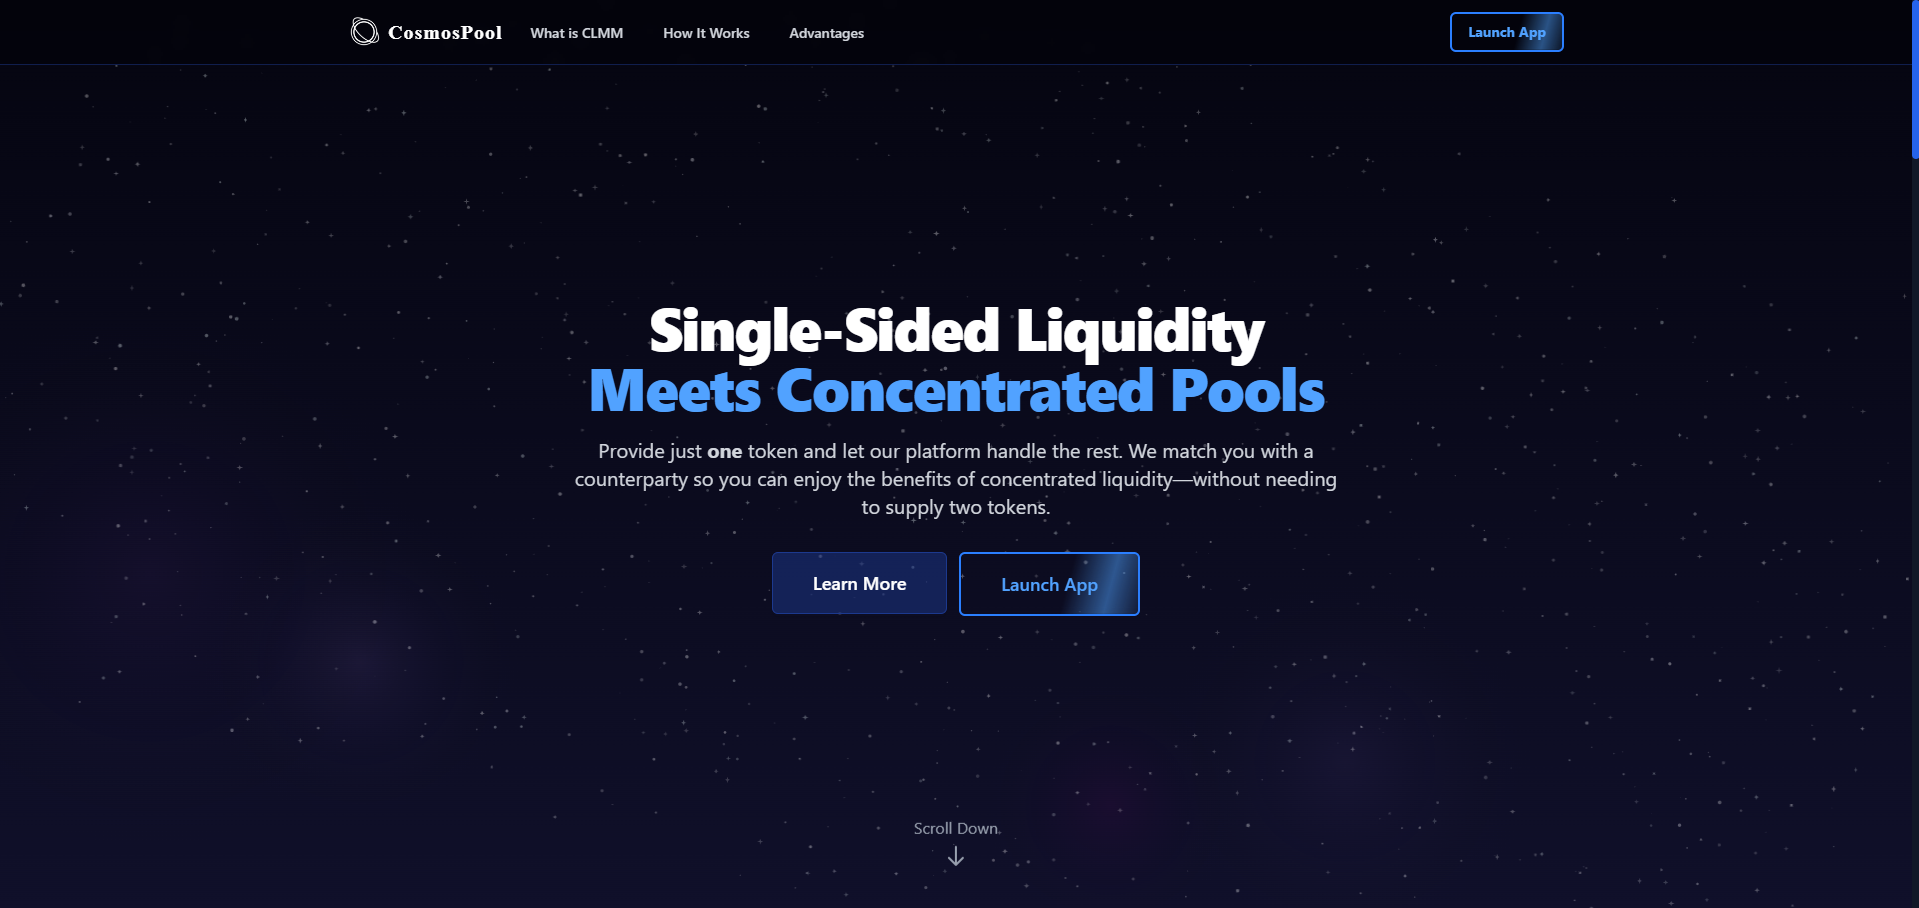 CosmosPool
What is CLMM
How It Works
Advantages
Launch App
Single-Sided Liquidity
Meets Concentrated Pools
Provide just one token and let our platform handle the rest. We match you with a
counterparty so you can enjoy the benefits of concentrated liquidity—without needing
to supply two tokens.
Learn More
Launch App
Scroll Down